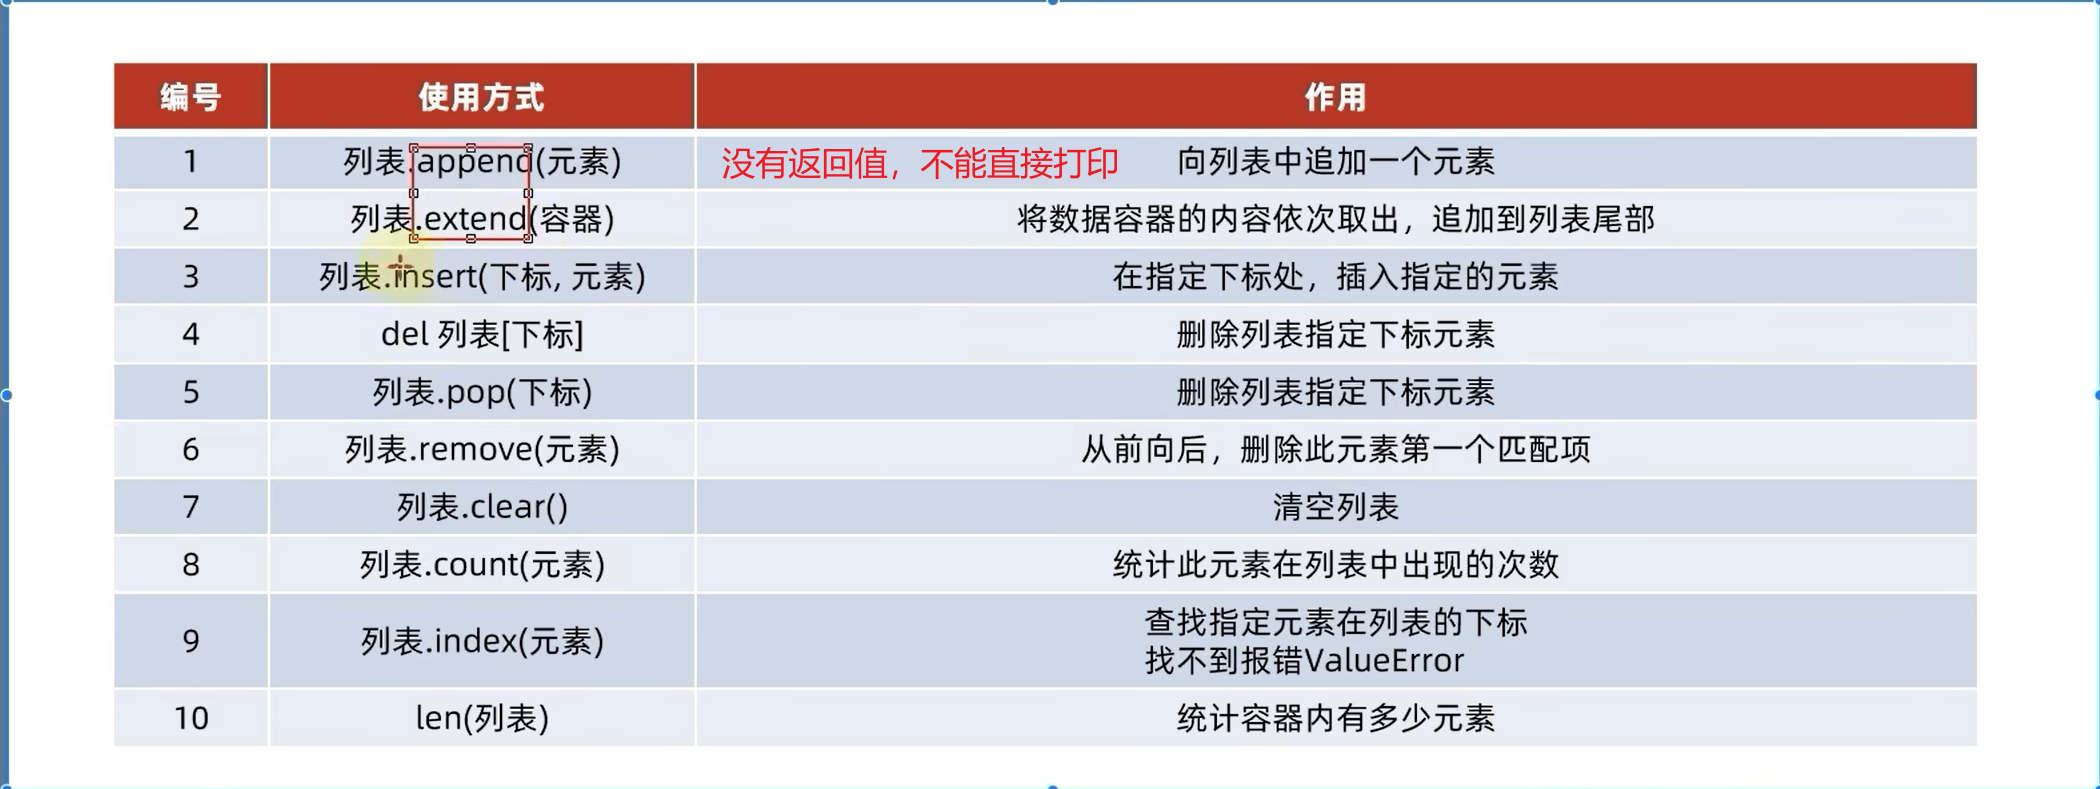 编号 使用方式 作用
1 列表.append(元素) 没有返回值，不能直接打印 向列表中追加一个元素
2 列表.extend(容器) 将数据容器的内容依次取出，追加到列表尾部
3 列表.insert(下标, 元素) 在指定下标处，插入指定的元素
4 del 列表[下标] 删除列表指定下标元素
5 列表.pop(下标) 删除列表指定下标元素
6 列表.remove(元素) 从前向后，删除此元素第一个匹配项
7 列表.clear() 清空列表
8 列表.count(元素) 统计此元素在列表中出现的次数
9 列表.index(元素) 查找指定元素在列表的下标
找不到报错ValueError
10 len(列表) 统计容器内有多少元素